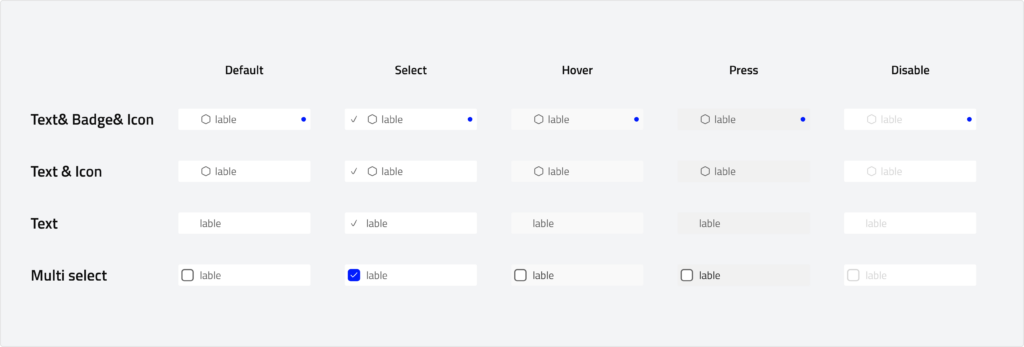 Default Select Hover Press Disable
Text& Badge& Icon lable lable lable lable lable
Text & Icon lable lable lable lable lable
Text lable lable lable lable lable
Multi select lable lable lable lable lable